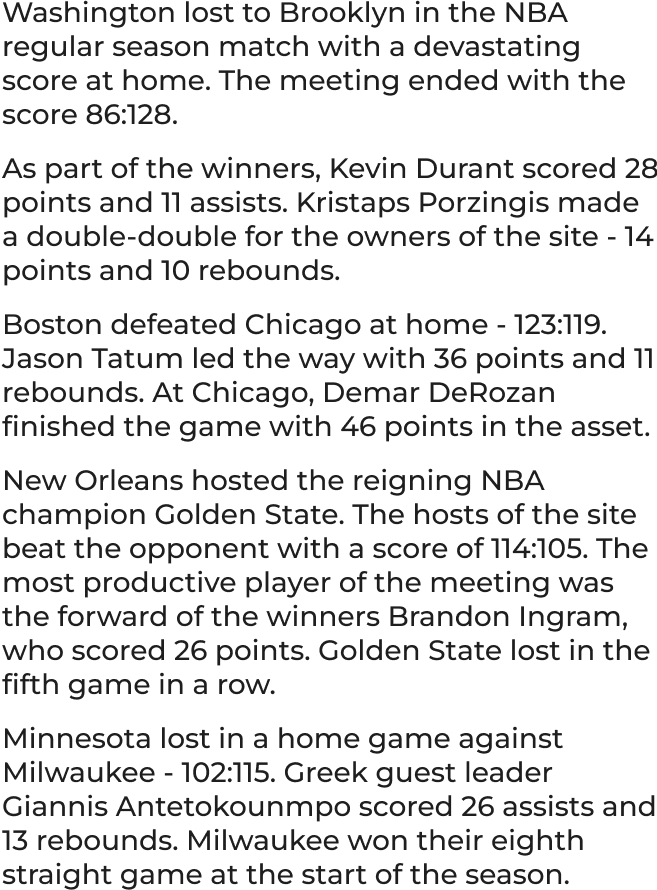 Washington lost to Brooklyn in the NBA
regular season match with a devastating
score at home. The meeting ended with the
score 86:128.
As part of the winners, Kevin Durant scored 28
points and 11 assists. Kristaps Porzingis made
a double-double for the owners of the site - 14
points and 10 rebounds.
Boston defeated Chicago at home - 123:119.
Jason Tatum led the way with 36 points and 11
rebounds. At Chicago, Demar DeRozan
finished the game with 46 points in the asset.
New Orleans hosted the reigning NBA
champion Golden State. The hosts of the site
beat the opponent with a score of 114:105. The
most productive player of the meeting was
the forward of the winners Brandon Ingram,
who scored 26 points. Golden State lost in the
fifth game in a row.
Minnesota lost in a home game against
Milwaukee - 102:115. Greek guest leader
Giannis Antetokounmpo scored 26 assists and
13 rebounds. Milwaukee won their eighth
straight game at the start of the season.